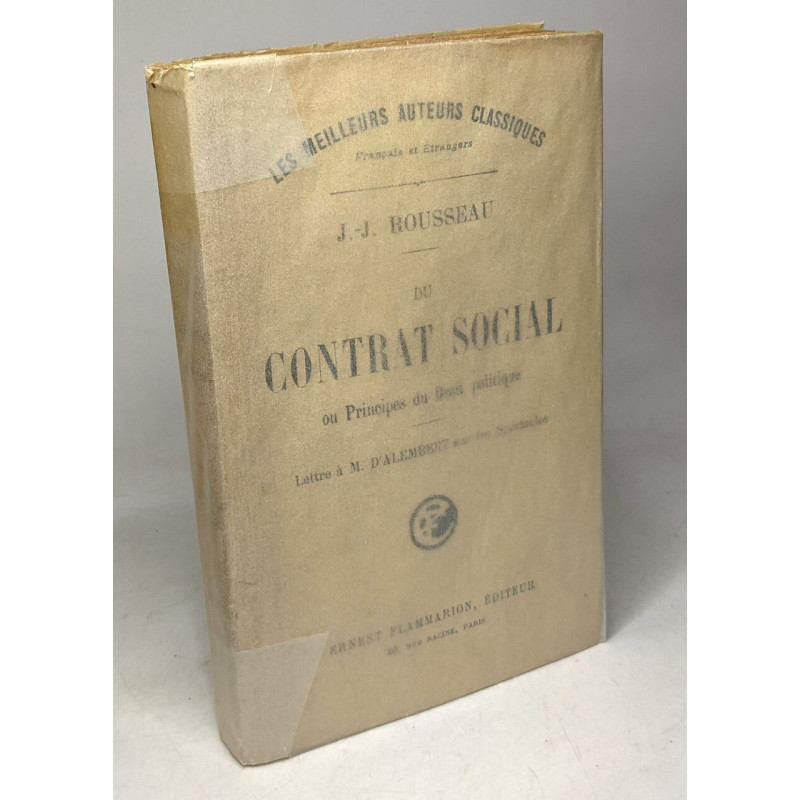 LES MEILLEURS AUTEURS CLASSIQUES
Français et Étrangers
J.-J. ROUSSEAU
DU
CONTRAT SOCIAL
ou Principes du Droit politique
Lettre à M. D'ALEMBERT sur les Spectacles
ERNEST FLAMMARION, ÉDITEUR
26, RUE RACINE, PARIS